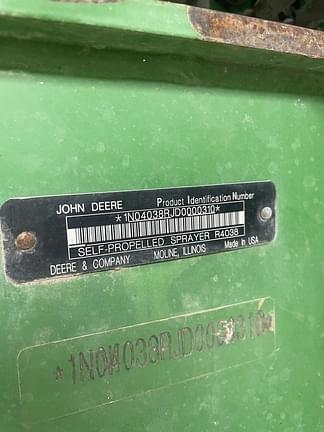 JOHN DEERE Product Identification Number
*1N04038RJD0000310*
SELF-PROPELLED SPRAYER R4038
DEERE & COMPANY MOLINE, ILLINOIS Made in USA
*1N04038RJD0000310*